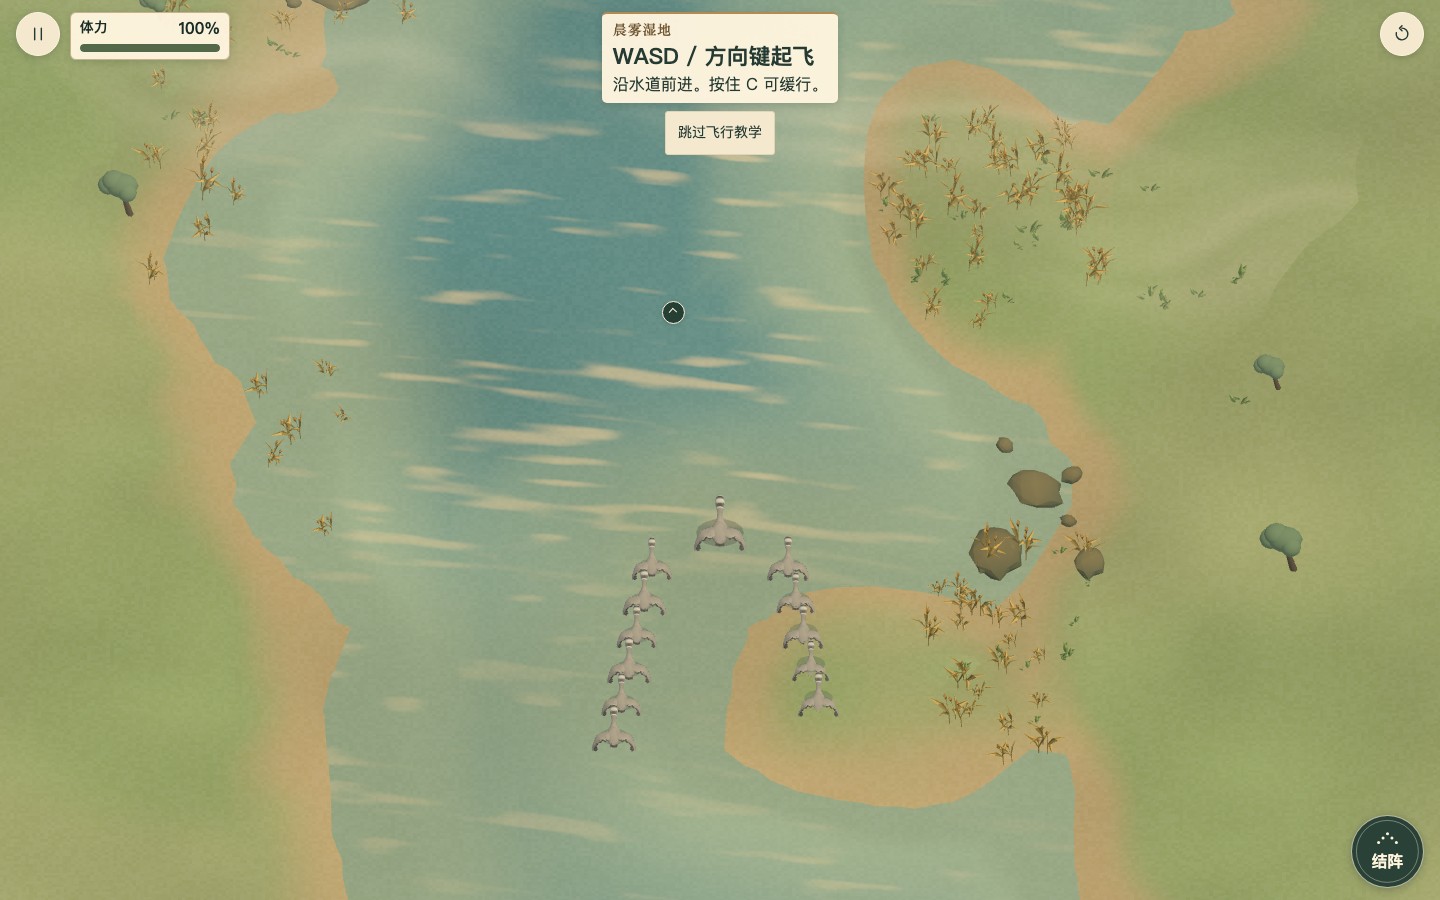 体力 100%
晨雾湿地
WASD / 方向键起飞
沿水道前进。按住 C 可缓行。
跳过飞行教学
结阵